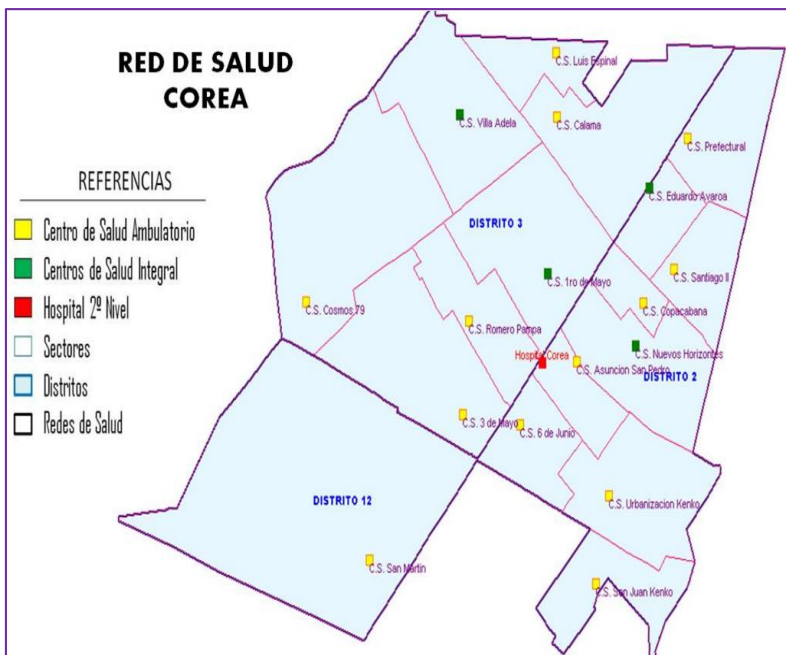 RED DE SALUD
COREA
REFERENCIAS
Centro de Salud Ambulatorio
Centros de Salud Integral
Hospital 2º Nivel
Sectores
Distritos
Redes de Salud
C.S. Luis Espinal
C.S. Villa Adela
C.S. Calama
C.S. Prefectural
C.S. Eduardo Avaroa
DISTRITO 3
C.S. 1ro de Mayo
C.S. Santiago II
C.S. Cosmos 79
C.S. Copacabana
C.S. Romero Pampa
Hospital Corea
C.S. Nuevos Horizontes
C.S. Asuncion San Pedro
DISTRITO 2
C.S. 3 de Mayo
C.S. 6 de Junio
DISTRITO 12
C.S. Urbanizacion Kenko
C.S. San Martin
C.S. San Juan Kenko